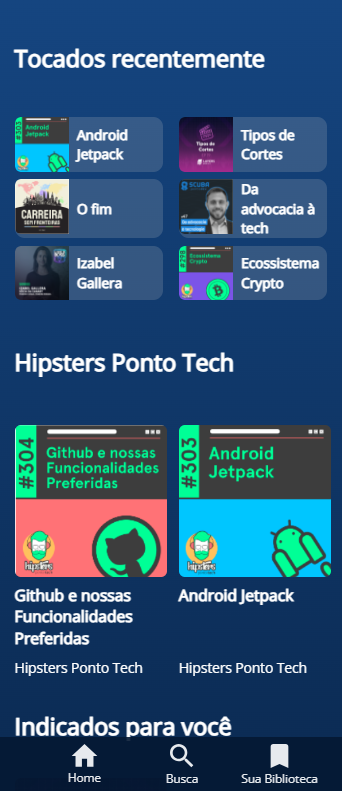 Tocados recentemente
#303
Android
Jetpack
Android
Jetpack
Tipos de
Cortes
Tipos de
Cortes
CARREIRA
SEM FRONTEIRAS
O fim
SCUBA
Da
advocacia à
tech
Izabel
Gallera
Ecossistema
Crypto
Ecossistema
Crypto
Hipsters Ponto Tech
#304
Github e nossas
Funcionalidades
Preferidas
hipsters
#303
Android
Jetpack
hipsters
Github e nossas
Funcionalidades
Preferidas
Android Jetpack
Hipsters Ponto Tech
Hipsters Ponto Tech
Indicados para você
Home
Busca
Sua Biblioteca